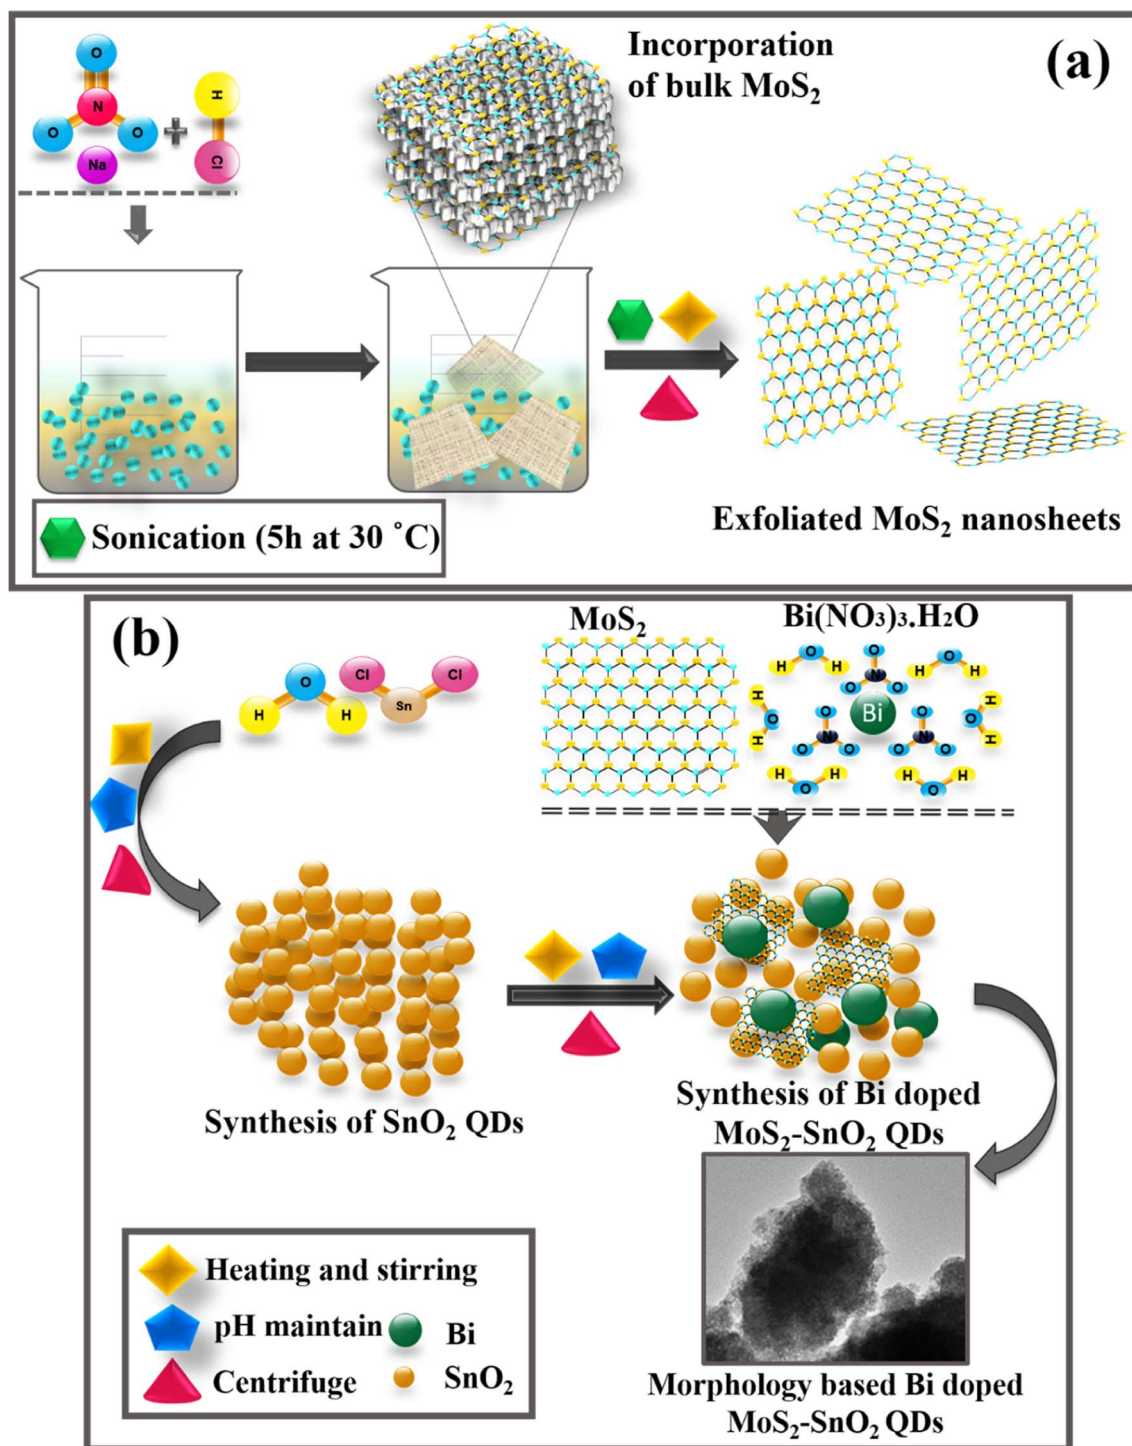 (a)
Incorporation
of bulk MoS₂
O
N
O
O
Na
H
Cl
Sonication (5h at 30 ˚C)
Exfoliated MoS₂ nanosheets
(b)
MoS₂
Bi(NO₃)₃.H₂O
O
H
H
Cl
Cl
Sn
O
H
H
O
N
O
O
O
H
H
H
O
H
Bi
H
O
H
O
N
O
O
O
N
O
O
H
H
O
H
H
O
Synthesis of SnO₂ QDs
Synthesis of Bi doped
MoS₂-SnO₂ QDs
Heating and stirring
pH maintain
Bi
Centrifuge
SnO₂
Morphology based Bi doped
MoS₂-SnO₂ QDs